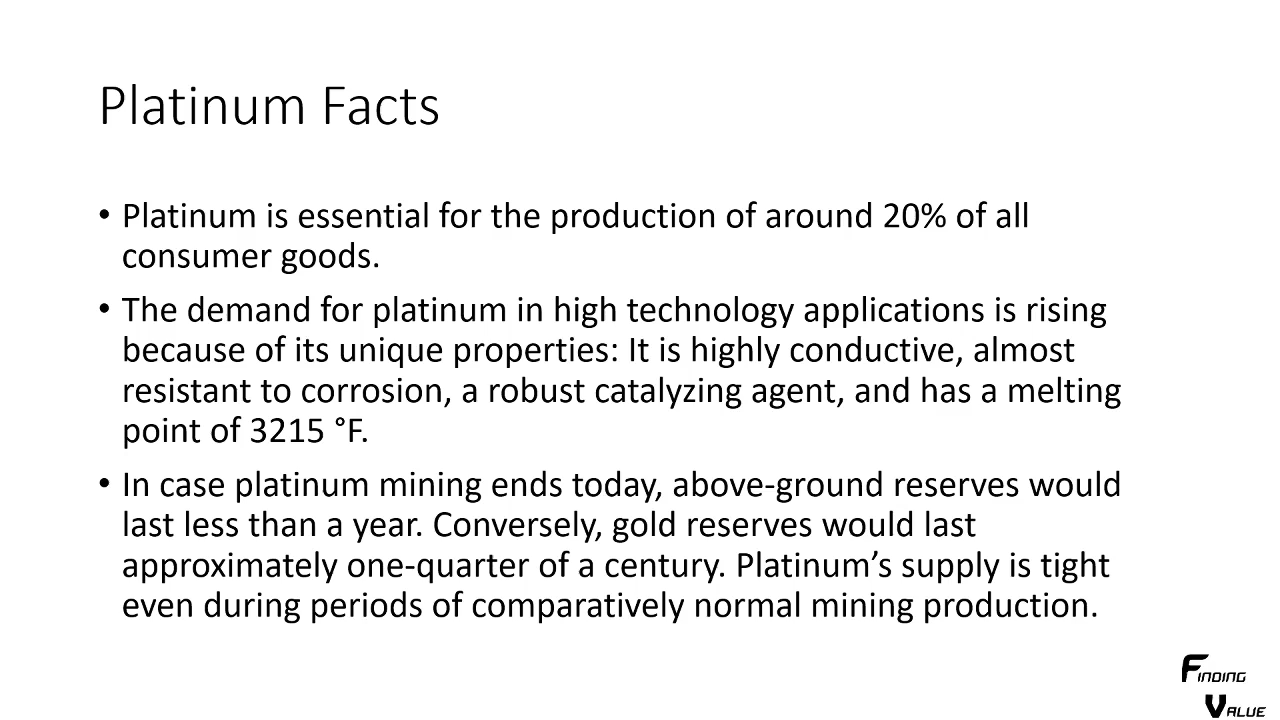 Platinum Facts
• Platinum is essential for the production of around 20% of all
consumer goods.
• The demand for platinum in high technology applications is rising
because of its unique properties: It is highly conductive, almost
resistant to corrosion, a robust catalyzing agent, and has a melting
point of 3215 °F.
• In case platinum mining ends today, above-ground reserves would
last less than a year. Conversely, gold reserves would last
approximately one-quarter of a century. Platinum’s supply is tight
even during periods of comparatively normal mining production.
Finding
Value